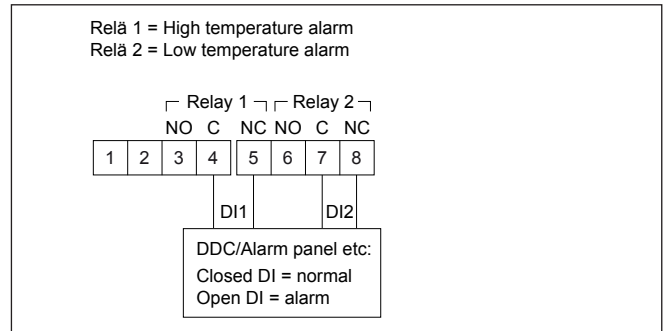 Relä 1 = High temperature alarm
Relä 2 = Low temperature alarm
Relay 1 Relay 2
NO C NC NO C NC
1 2 3 4 5 6 7 8
DI1 DI2
DDC/Alarm panel etc:
Closed DI = normal
Open DI = alarm